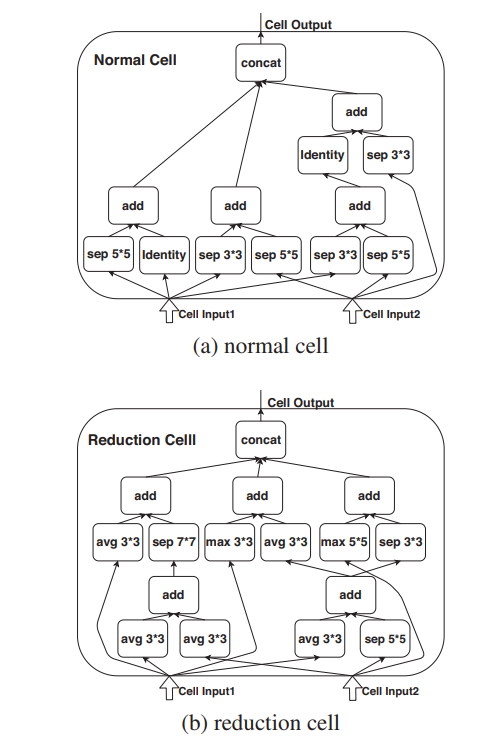 Cell Output
Normal Cell
concat
add
Identity
sep 3*3
add
add
add
sep 5*5
Identity
sep 3*3
sep 5*5
sep 3*3
sep 5*5
Cell Input1
Cell Input2
(a) normal cell
Cell Output
Reduction Celll
concat
add
add
add
avg 3*3
sep 7*7
max 3*3
avg 3*3
max 5*5
sep 3*3
add
add
avg 3*3
avg 3*3
avg 3*3
sep 5*5
Cell Input1
Cell Input2
(b) reduction cell